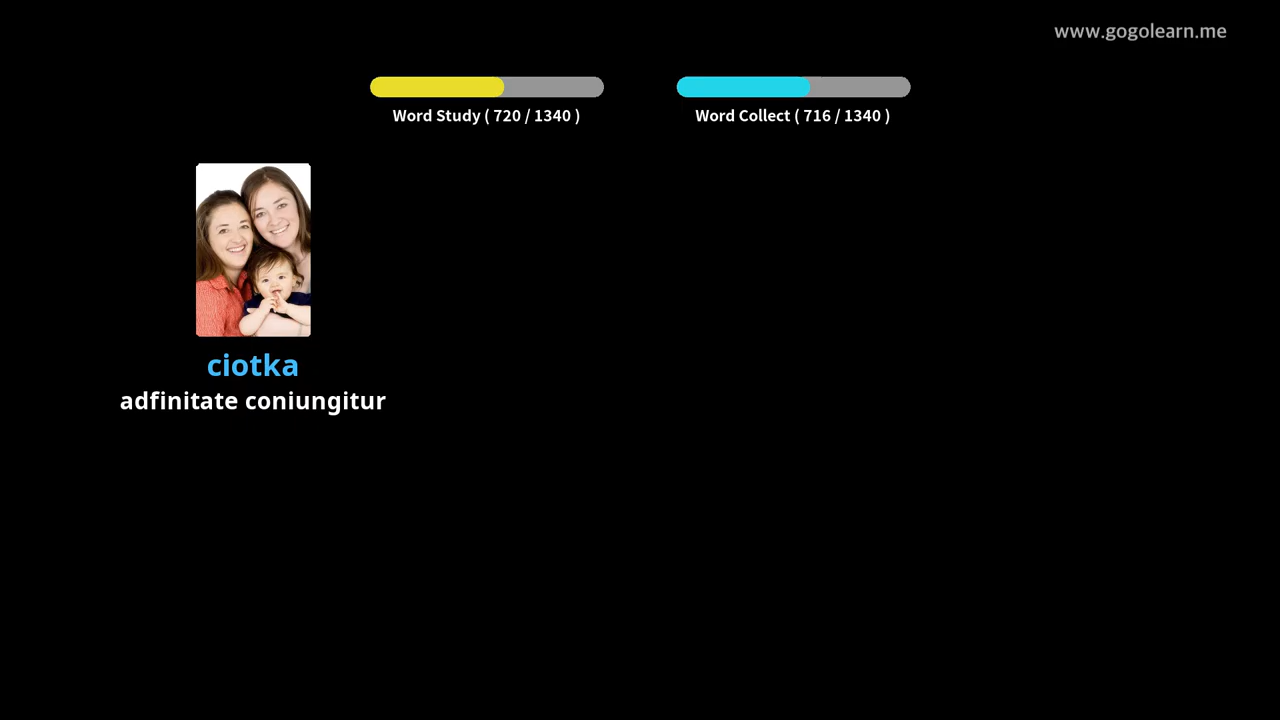 www.gogolearn.me
Word Study ( 720 / 1340 )
Word Collect ( 716 / 1340 )
ciotka
adfinitate coniungitur